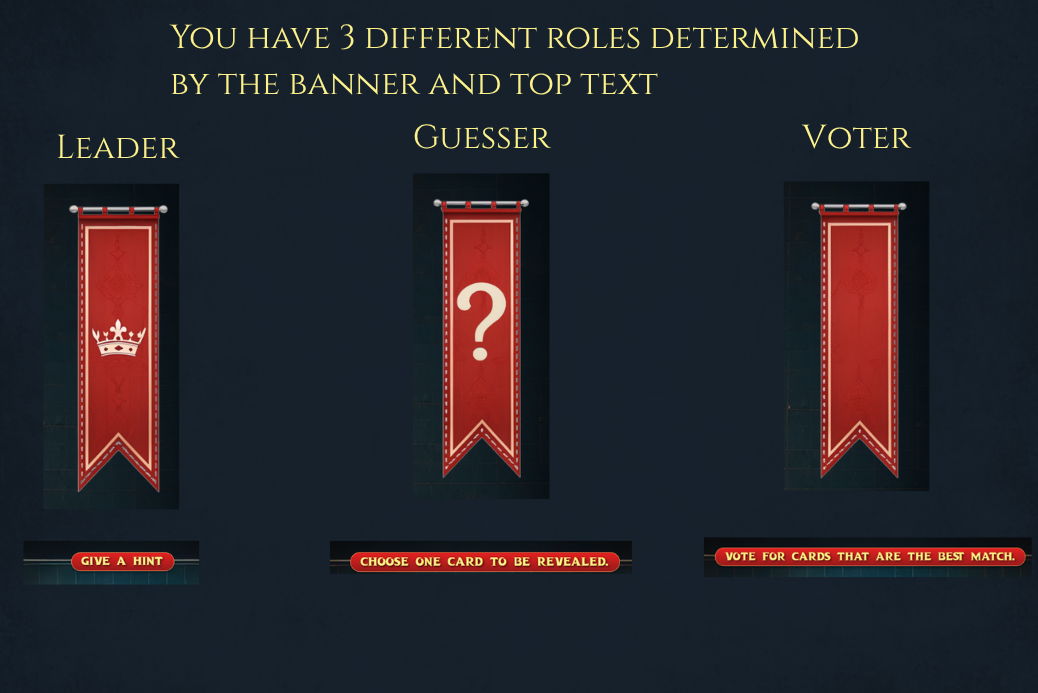 You have 3 different roles determined
by the banner and top text
Leader
Guesser
Voter
?
GIVE A HINT
CHOOSE ONE CARD TO BE REVEALED.
VOTE FOR CARDS THAT ARE THE BEST MATCH.